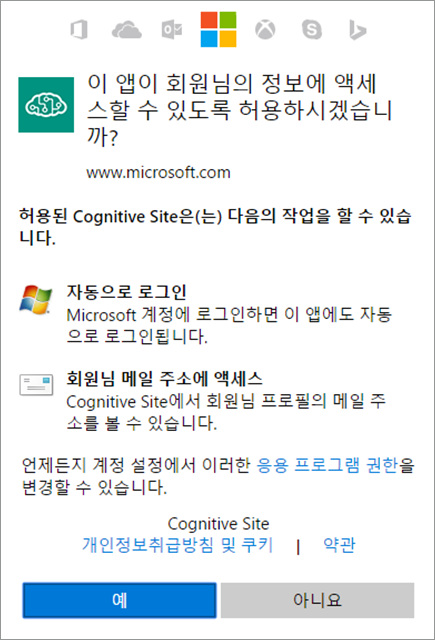 이 앱이 회원님의 정보에 액세
스할 수 있도록 허용하시겠습니
까?
www.microsoft.com
허용된 Cognitive Site은(는) 다음의 작업을 할 수 있습
니다.
자동으로 로그인
Microsoft 계정에 로그인하면 이 앱에도 자동
으로 로그인됩니다.
회원님 메일 주소에 액세스
Cognitive Site에서 회원님 프로필의 메일 주
소를 볼 수 있습니다.
언제든지 계정 설정에서 이러한 응용 프로그램 권한을
변경할 수 있습니다.
Cognitive Site
개인정보취급방침 및 쿠키 | 약관
예 아니요